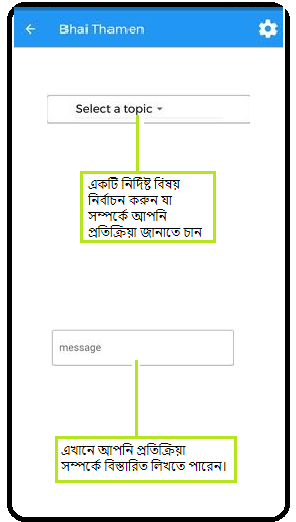 Bhai Thamen
Select a topic
একটি নির্দিষ্ট বিষয়
নির্বাচন করুন যা
সম্পর্কে আপনি
প্রতিক্রিয়া জানাতে চান
message
এখানে আপনি প্রতিক্রিয়া
সম্পর্কে বিস্তারিত লিখতে পারেন।